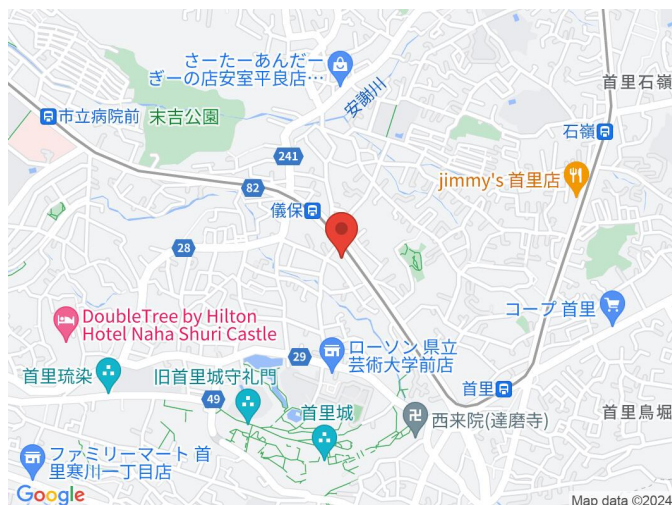 さーたーあんだー
ぎーの店安室平良店…
首里石嶺
安謝川
市立病院前
末吉公園
石嶺
241
jimmy's 首里店
82
儀保
28
コープ 首里
DoubleTree by Hilton
Hotel Naha Shuri Castle
ローソン 県立
芸術大学前店
29
首里琉染
旧首里城守礼門
首里
49
首里城
西来院(達磨寺)
首里鳥堀
ファミリーマート 首
里寒川一丁目店
Google
Map data ©2024